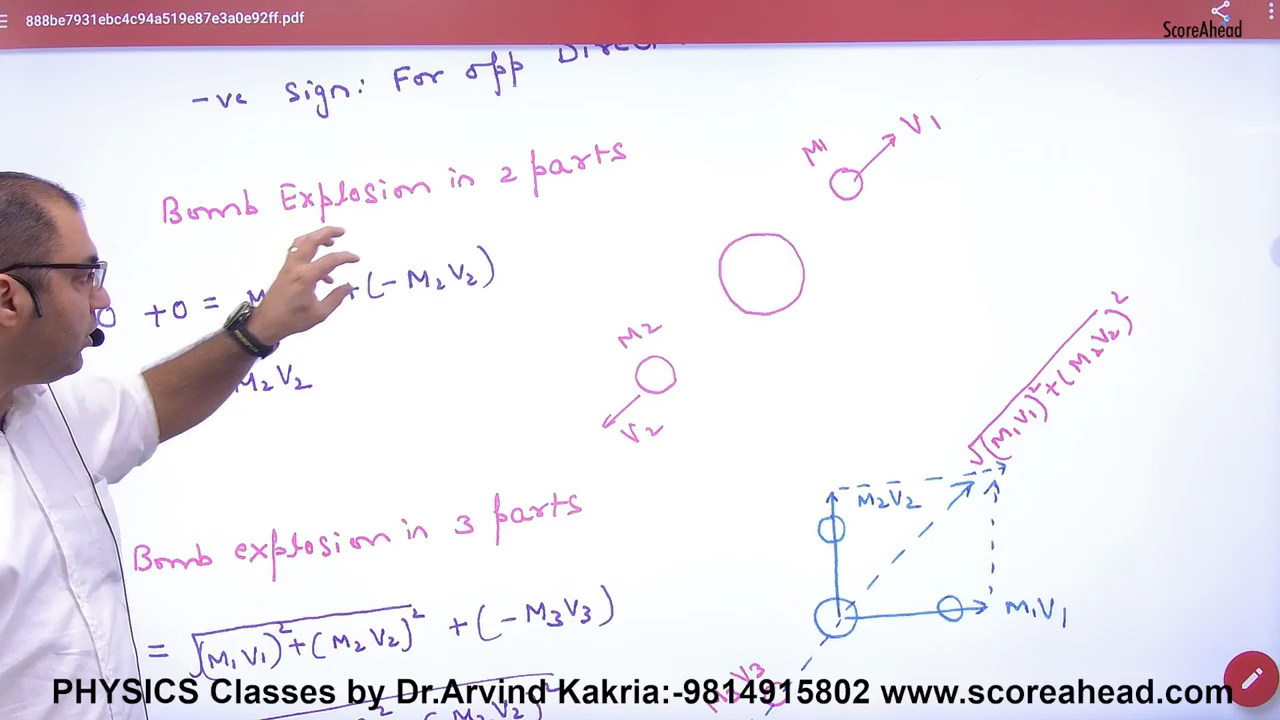 888be7931ebc4c94a519e87e3a0e92ff.pdf
ScoreAhead
-ve sign: For opp
Bomb Explosion in 2 parts
M1
V1
+0 =
+(- M2V2)
M2V2
M2
V2
√(M1V1)²+(M2V2)²
M2V2
M1V1
Bomb explosion in 3 parts
= √(M1V1)²+(M2V2)² +(-M3V3)
PHYSICS Classes by Dr.Arvind Kakria:-9814915802 www.scoreahead.com